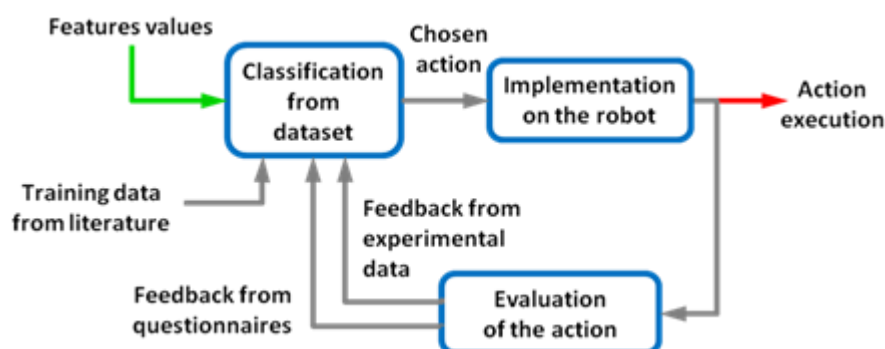 Features values
Classification
from
dataset
Chosen
action
Implementation
on the robot
Action
execution
Training data
from literature
Feedback from
experimental
data
Feedback from
questionnaires
Evaluation
of the action